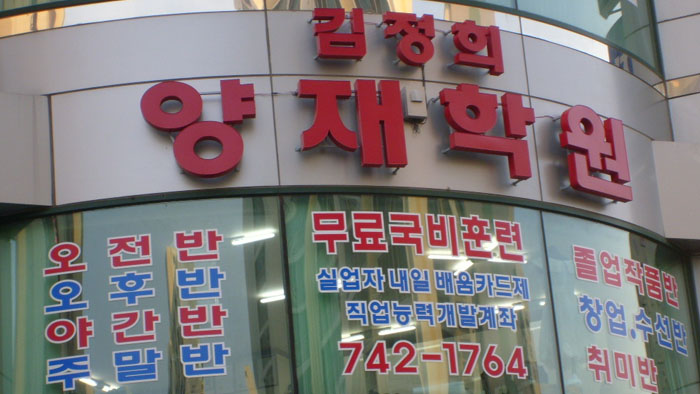 김정희
양재학원
오전반
오후반
야간반
주말반
무료국비훈련
실업자 내일 배움카드제
직업능력개발계좌
742-1764
졸업작품반
창업,수선반
취미반